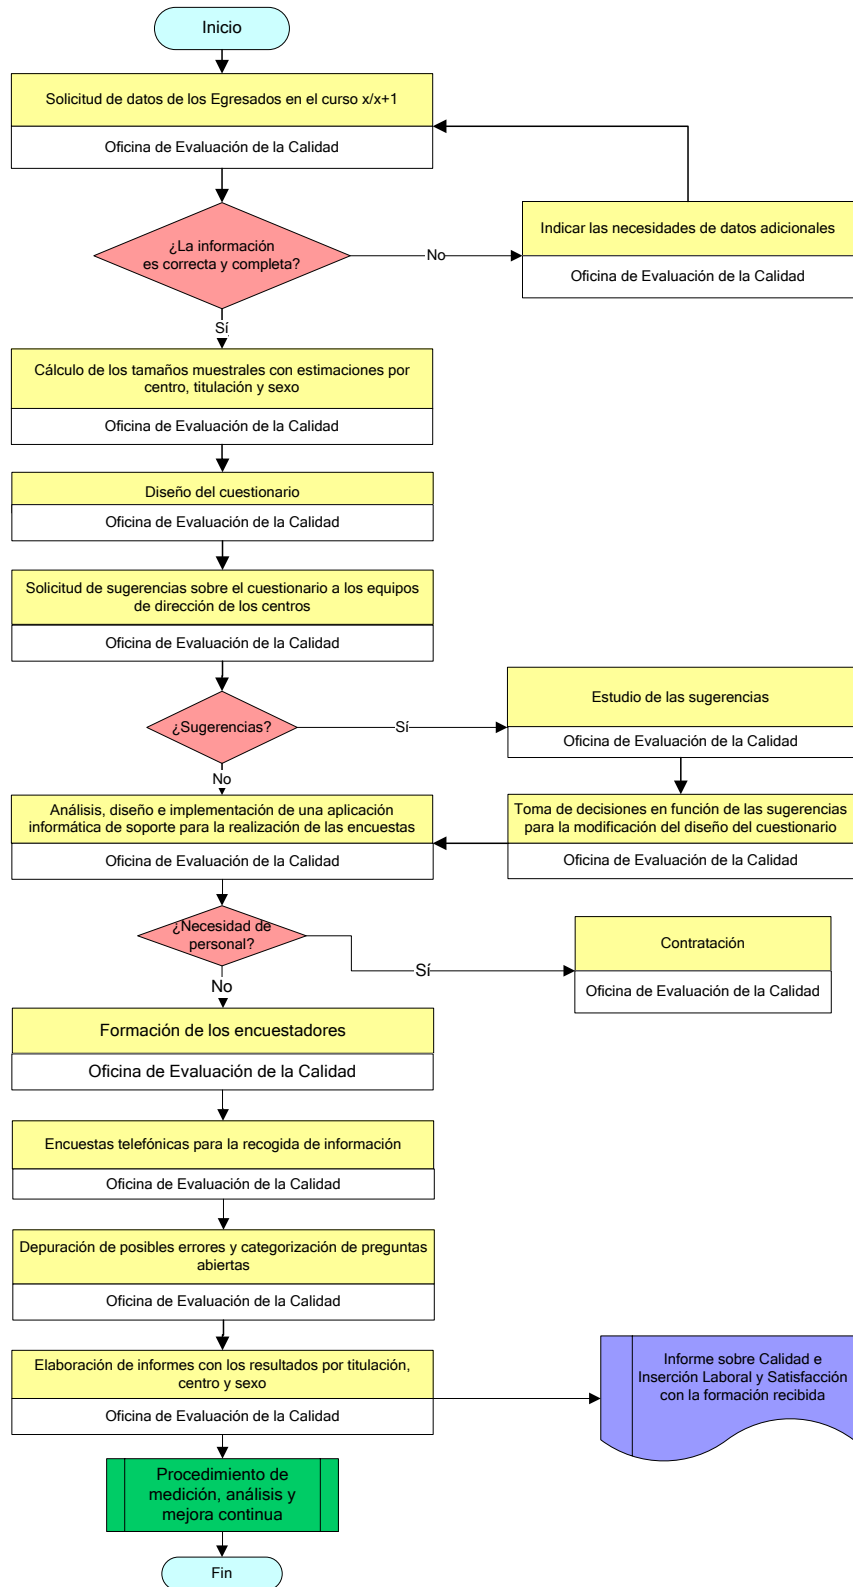 Inicio
Solicitud de datos de los Egresados en el curso x/x+1
Oficina de Evaluación de la Calidad
¿La información
es correcta y completa?
No
Indicar las necesidades de datos adicionales
Oficina de Evaluación de la Calidad
Sí
Cálculo de los tamaños muestrales con estimaciones por
centro, titulación y sexo
Oficina de Evaluación de la Calidad
Diseño del cuestionario
Oficina de Evaluación de la Calidad
Solicitud de sugerencias sobre el cuestionario a los equipos
de dirección de los centros
Oficina de Evaluación de la Calidad
¿Sugerencias?
Sí
Estudio de las sugerencias
Oficina de Evaluación de la Calidad
No
Análisis, diseño e implementación de una aplicación
informática de soporte para la realización de las encuestas
Oficina de Evaluación de la Calidad
Toma de decisiones en función de las sugerencias
para la modificación del diseño del cuestionario
Oficina de Evaluación de la Calidad
¿Necesidad de
personal?
Sí
Contratación
Oficina de Evaluación de la Calidad
No
Formación de los encuestadores
Oficina de Evaluación de la Calidad
Encuestas telefónicas para la recogida de información
Oficina de Evaluación de la Calidad
Depuración de posibles errores y categorización de preguntas
abiertas
Oficina de Evaluación de la Calidad
Elaboración de informes con los resultados por titulación,
centro y sexo
Oficina de Evaluación de la Calidad
Informe sobre Calidad e
Inserción Laboral y Satisfacción
con la formación recibida
Procedimiento de
medición, análisis y
mejora continua
Fin